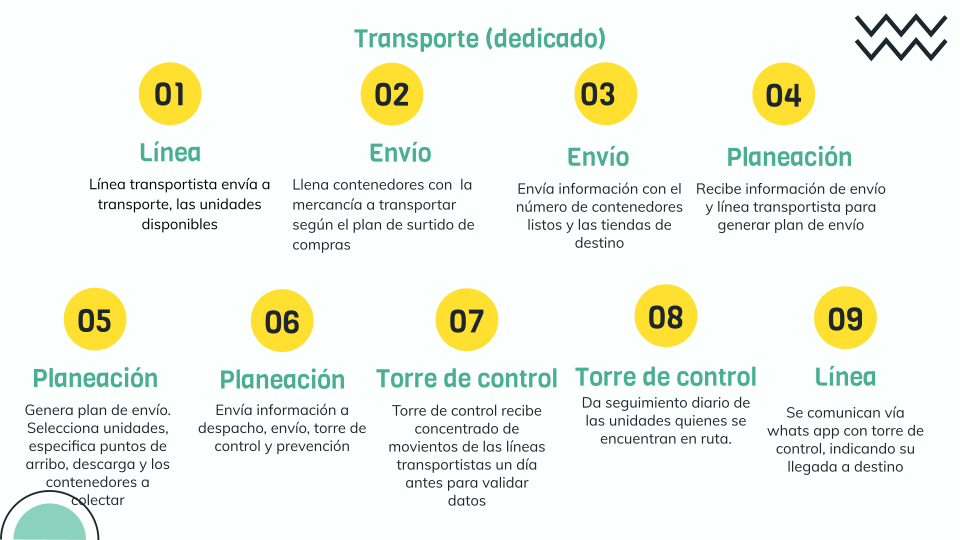 Transporte (dedicado)
01
Línea
Línea transportista envía a
transporte, las unidades
disponibles
02
Envío
Llena contenedores con la
mercancía a transportar
según el plan de surtido de
compras
03
Envío
Envía información con el
número de contenedores
listos y las tiendas de
destino
04
Planeación
Recibe información de envío
y línea transportista para
generar plan de envío
05
Planeación
Genera plan de envío.
Selecciona unidades,
especifica puntos de
arribo, descarga y los
contenedores a
colectar
06
Planeación
Envía información a
despacho, envío, torre de
control y prevención
07
Torre de control
Torre de control recibe
concentrado de
movientos de las líneas
transportistas un día
antes para validar
datos
08
Torre de control
Da seguimiento diario de
las unidades quienes se
encuentran en ruta.
09
Línea
Se comunican vía
whats app con torre de
control, indicando su
llegada a destino